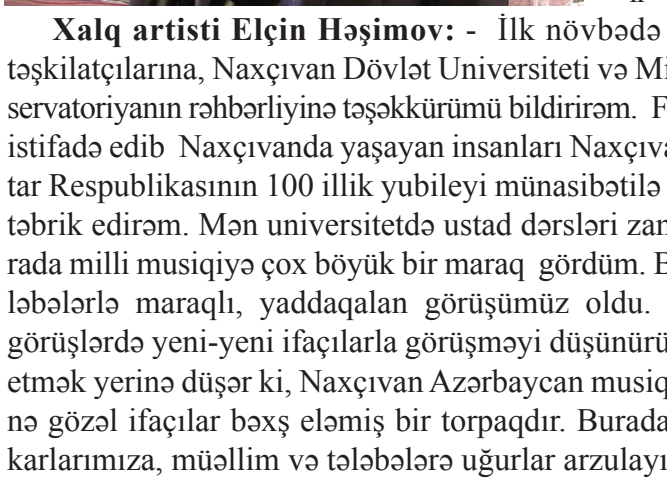 Xalq artisti Elçin Həşimov: - İlk növbədə
təşkilatçılarına, Naxçıvan Dövlət Universiteti və Mi
servatoriyanın rəhbərliyinə təşəkkürümü bildirirəm. F
istifadə edib Naxçıvanda yaşayan insanları Naxçıva
tar Respublikasının 100 illik yubileyi münasibətilə
təbrik edirəm. Mən universitetdə ustad dərsləri zam
rada milli musiqiyə çox böyük bir maraq gördüm. B
ləbələrlə maraqlı, yaddaqalan görüşümüz oldu.
görüşlərdə yeni-yeni ifaçılarla görüşməyi düşünürü
etmək yerinə düşər ki, Naxçıvan Azərbaycan musiq
nə gözəl ifaçılar bəxş eləmiş bir torpaqdır. Burada
karlarımıza, müəllim və tələbələrə uğurlar arzulayı